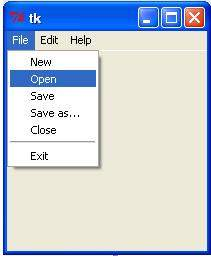 tk
File Edit Help
New
Open
Save
Save as...
Close
Exit